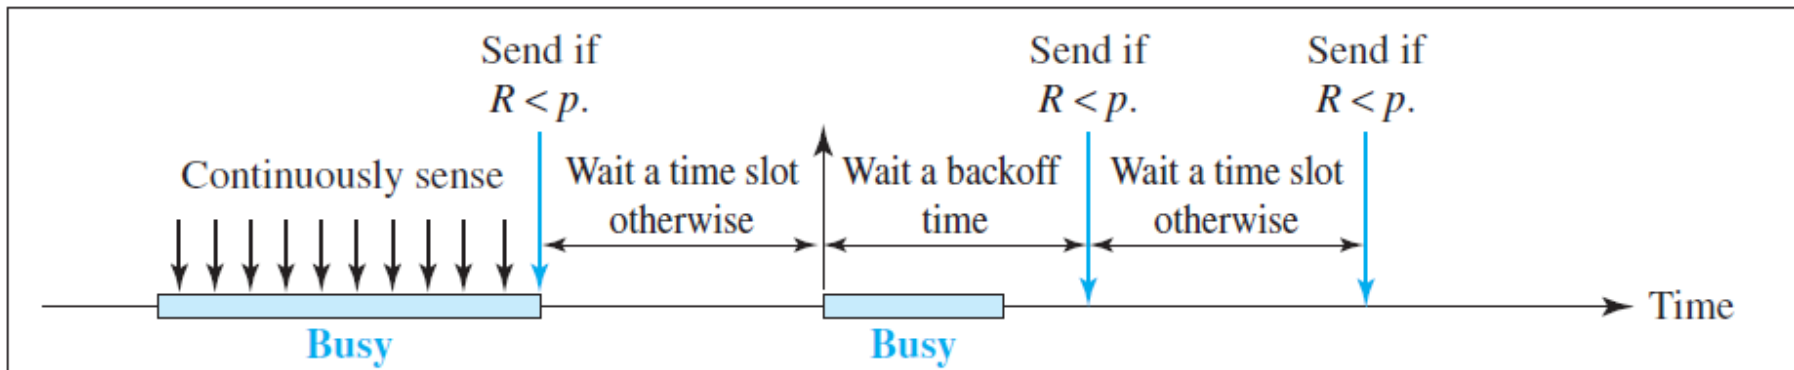 Send if
R < p.
Send if
R < p.
Send if
R < p.
Continuously sense
Wait a time slot
otherwise
Wait a backoff
time
Wait a time slot
otherwise
Time
Busy
Busy